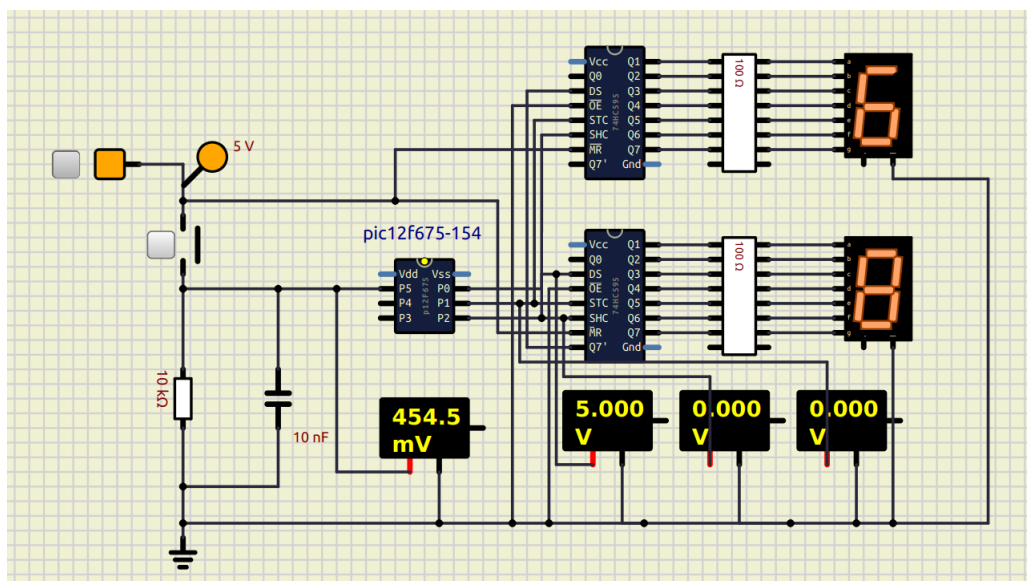 5 V
10 kΩ
10 nF
pic12f675-154
p12F675
Vdd Vss
P5 P0
P4 P1
P3 P2
74HC595
Vcc Q1
Q0 Q2
DS Q3
OE Q4
STC Q5
SHC Q6
MR Q7
Q7' Gnd
100 Ω
a
b
c
d
e
f
g
6
74HC595
Vcc Q1
Q0 Q2
DS Q3
OE Q4
STC Q5
SHC Q6
MR Q7
Q7' Gnd
100 Ω
a
b
c
d
e
f
g
8
454.5
mV
5.000
V
0.000
V
0.000
V